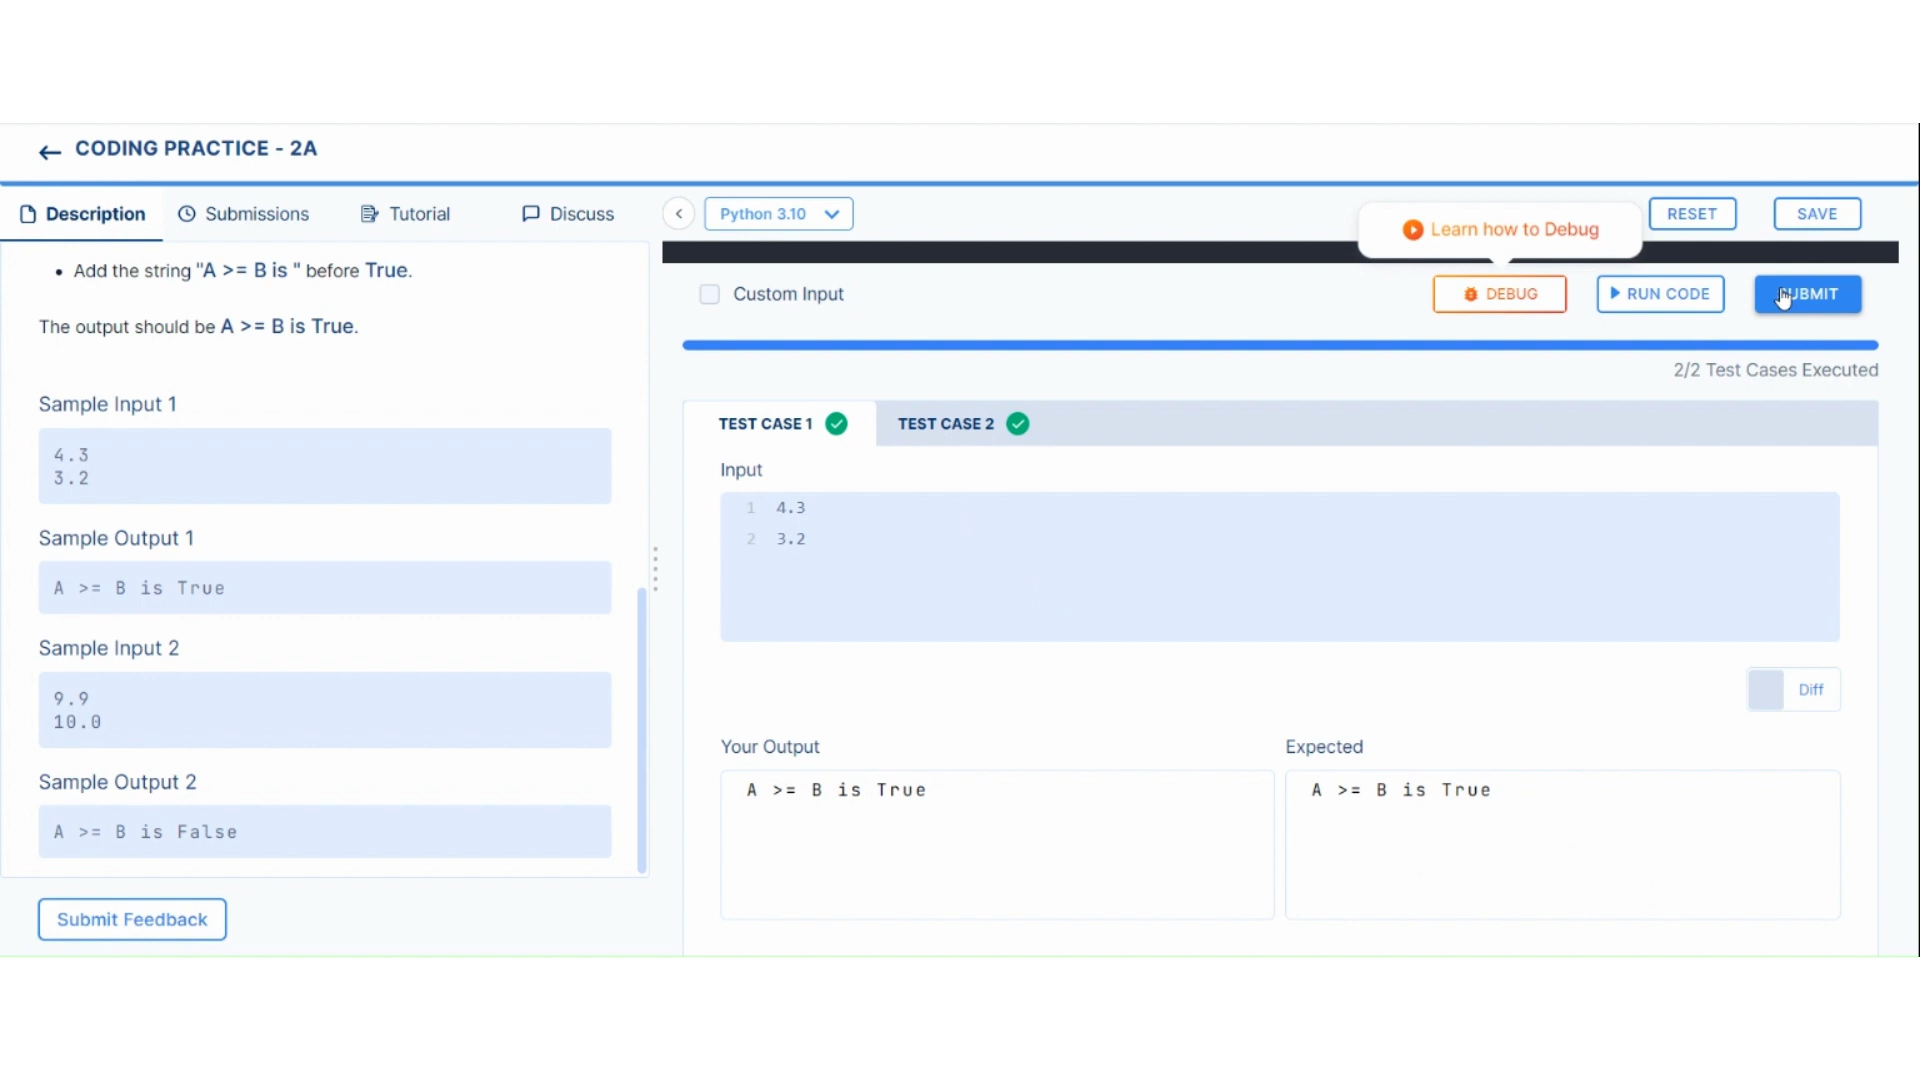 CODING PRACTICE - 2A
Description Submissions Tutorial Discuss
Python 3.10
Learn how to Debug
RESET SAVE
Add the string "A >= B is " before True.
The output should be A >= B is True.
Sample Input 1
4.3
3.2
Sample Output 1
A >= B is True
Sample Input 2
9.9
10.0
Sample Output 2
A >= B is False
Submit Feedback
Custom Input
DEBUG RUN CODE SUBMIT
2/2 Test Cases Executed
TEST CASE 1 TEST CASE 2
Input
1 4.3
2 3.2
Diff
Your Output
A >= B is True
Expected
A >= B is True